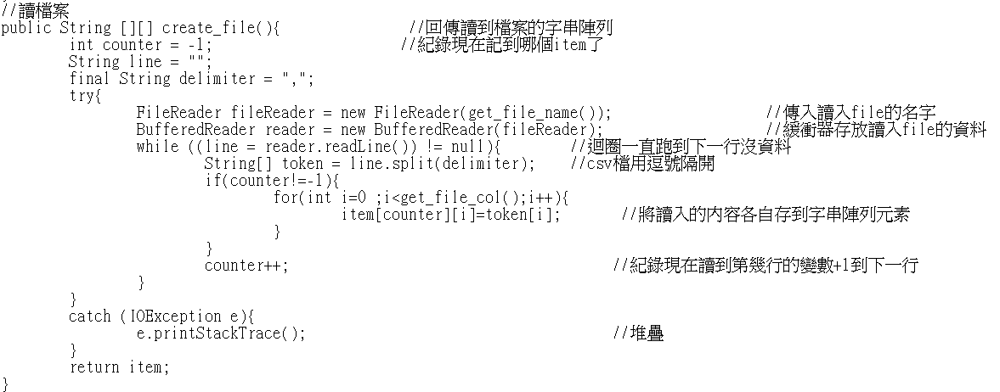 //讀檔案
public String [][] create_file(){ //回傳讀到檔案的字串陣列
int counter = -1; //紀錄現在記到哪個item了
String line = "";
final String delimiter = ",";
try{
FileReader fileReader = new FileReader(get_file_name()); //傳入讀入file的名字
BufferedReader reader = new BufferedReader(fileReader); //緩衝器存放讀入file的資料
while ((line = reader.readLine()) != null){ //迴圈一直跑到下一行沒資料
String[] token = line.split(delimiter); //csv檔用逗號隔開
if(counter!=-1){
for(int i=0 ;i<get_file_col();i++){
item[counter][i]=token[i]; //將讀入的內容各自存到字串陣列元素
}
}
counter++; //紀錄現在讀到第幾行的變數+1到下一行
}
}
catch (IOException e){
e.printStackTrace(); //堆疊
}
return item;
}